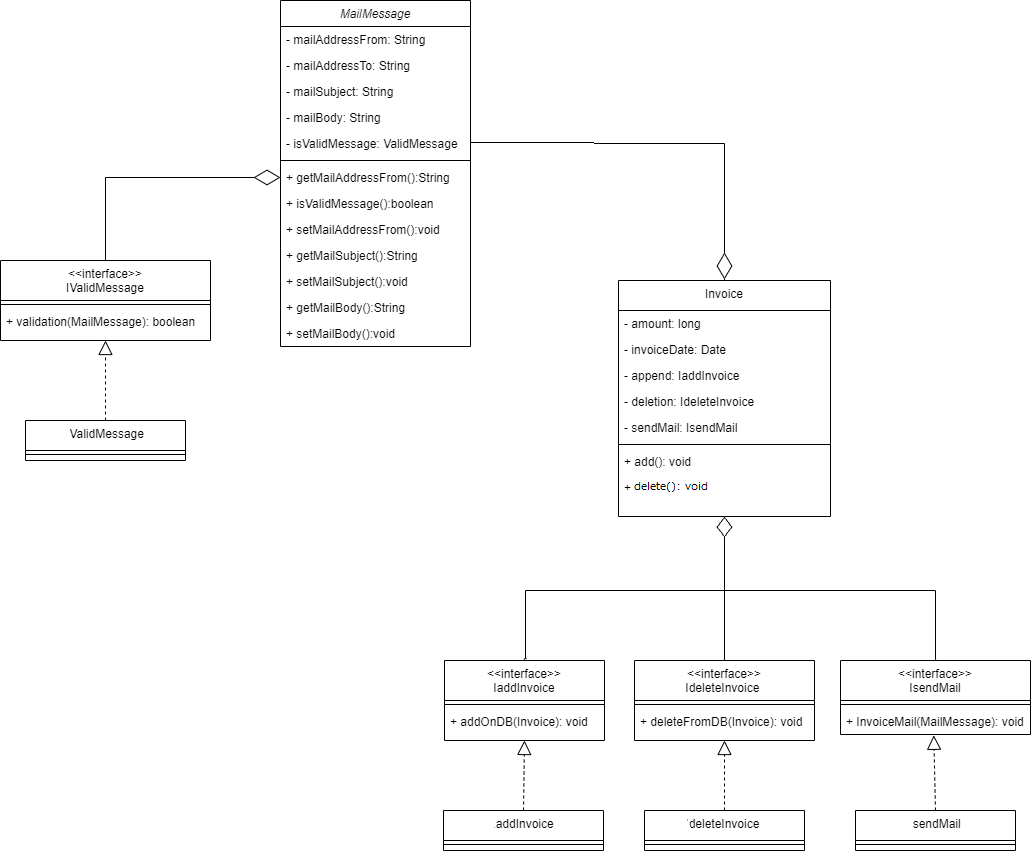 MailMessage
- mailAddressFrom: String
- mailAddressTo: String
- mailSubject: String
- mailBody: String
- isValidMessage: ValidMessage
+ getMailAddressFrom():String
+ isValidMessage():boolean
+ setMailAddressFrom():void
+ getMailSubject():String
+ setMailSubject():void
+ getMailBody():String
+ setMailBody():void
<<interface>>
IValidMessage
+ validation(MailMessage): boolean
ValidMessage
Invoice
- amount: long
- invoiceDate: Date
- append: IaddInvoice
- deletion: IdeleteInvoice
- sendMail: IsendMail
+ add(): void
+ delete(): void
<<interface>>
IaddInvoice
+ addOnDB(Invoice): void
<<interface>>
IdeleteInvoice
+ deleteFromDB(Invoice): void
<<interface>>
IsendMail
+ InvoiceMail(MailMessage): void
addInvoice
deleteInvoice
sendMail